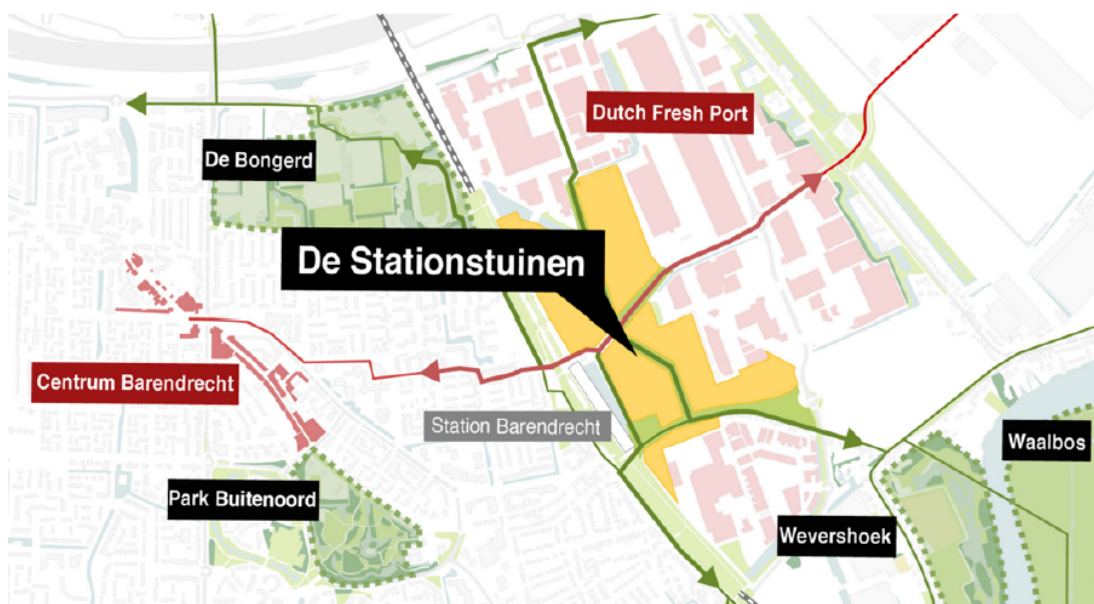 Dutch Fresh Port
De Bongerd
De Stationstuinen
Centrum Barendrecht
Station Barendrecht
Waalbos
Park Buitenoord
Wevershoek